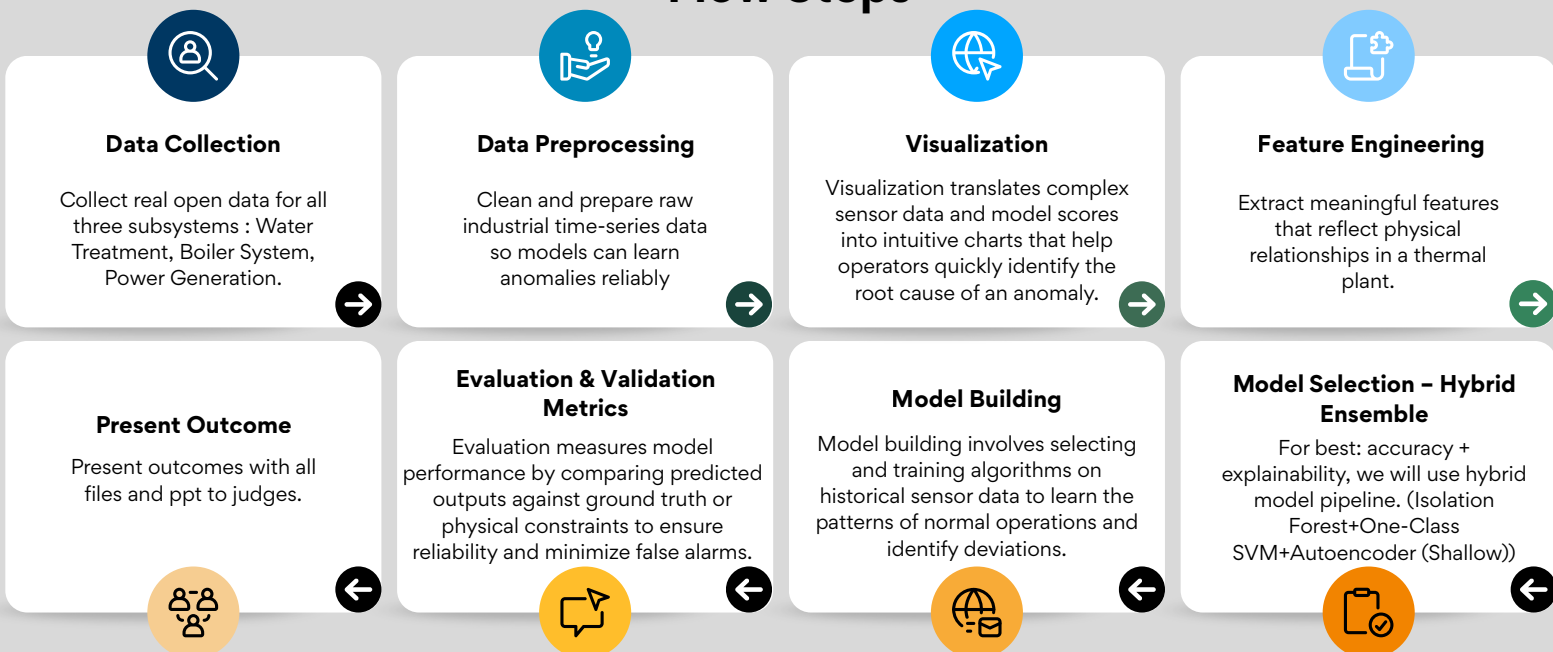 Flow Steps
Data Collection
Collect real open data for all
three subsystems : Water
Treatment, Boiler System,
Power Generation.
Data Preprocessing
Clean and prepare raw
industrial time-series data
so models can learn
anomalies reliably
Visualization
Visualization translates complex
sensor data and model scores
into intuitive charts that help
operators quickly identify the
root cause of an anomaly.
Feature Engineering
Extract meaningful features
that reflect physical
relationships in a thermal
plant.
Present Outcome
Present outcomes with all
files and ppt to judges.
Evaluation & Validation
Metrics
Evaluation measures model
performance by comparing predicted
outputs against ground truth or
physical constraints to ensure
reliability and minimize false alarms.
Model Building
Model building involves selecting
and training algorithms on
historical sensor data to learn the
patterns of normal operations and
identify deviations.
Model Selection – Hybrid
Ensemble
For best: accuracy +
explainability, we will use hybrid
model pipeline. (Isolation
Forest+One-Class
SVM+Autoencoder (Shallow))